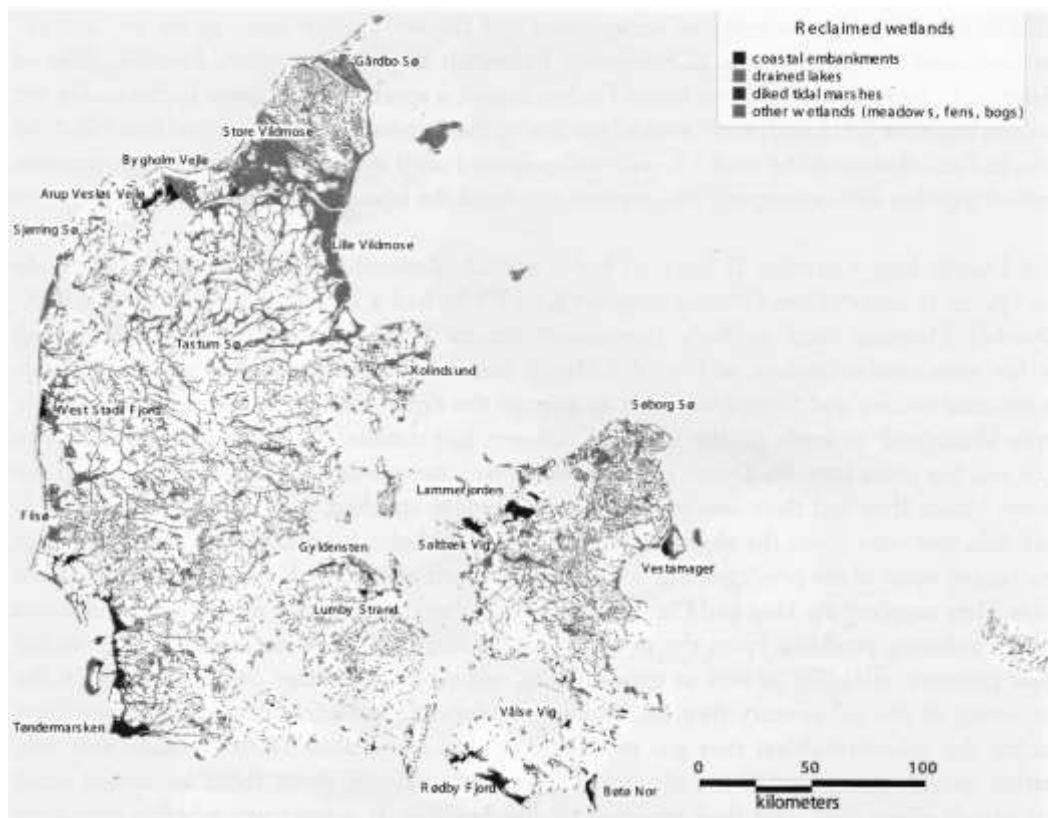 Reclaimed wetlands
coastal embankments
drained lakes
diked tidal marshes
other wetlands (meadows, fens, bogs)
Gårdbo Sø
Store Vildmose
Bygholm Vejle
Arup Vesløs Vejle
Sjørring Sø
Lille Vildmose
Tastum Sø
Kolindsund
West Stadil Fjord
Søborg Sø
Lammefjorden
Filsø
Gyldensten
Saltbæk Vig
Vestamager
Lumby Strand
Vålse Vig
Tøndermarsken
Rødby Fjord
Bøtø Nor
0 50 100
kilometers